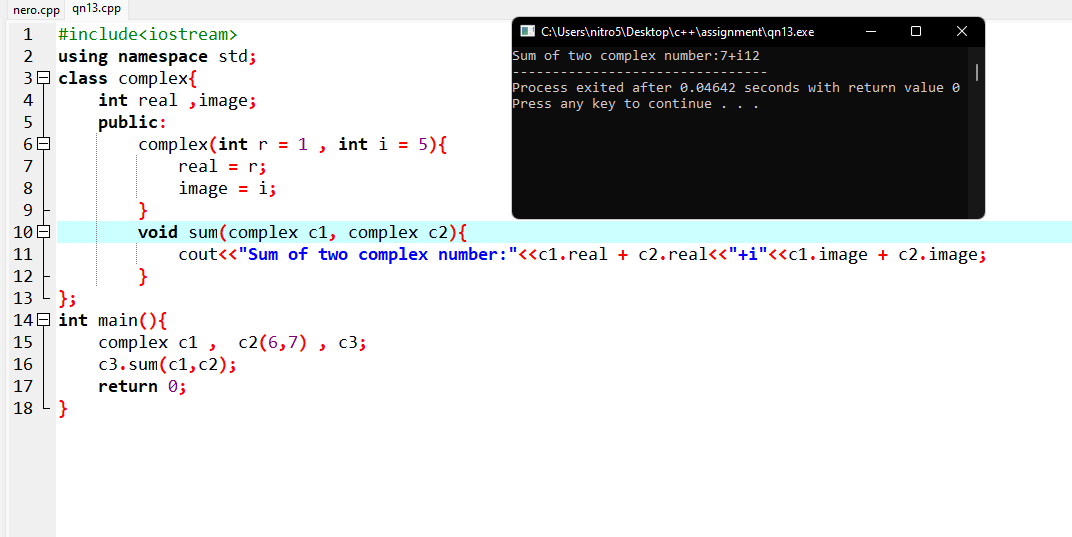 nero.cpp qn13.cpp
1 #include<iostream>
2 using namespace std;
3 class complex{
4 int real ,image;
5 public:
6 complex(int r = 1 , int i = 5){
7 real = r;
8 image = i;
9 }
10 void sum(complex c1, complex c2){
11 cout<<"Sum of two complex number:"<<c1.real + c2.real<<"+i"<<c1.image + c2.image;
12 }
13 };
14 int main(){
15 complex c1 ,  c2(6,7) , c3;
16 c3.sum(c1,c2);
17 return 0;
18 }
C:\Users\nitro5\Desktop\c++\assignment\qn13.exe
Sum of two complex number:7+i12
--------------------------------
Process exited after 0.04642 seconds with return value 0
Press any key to continue . . .